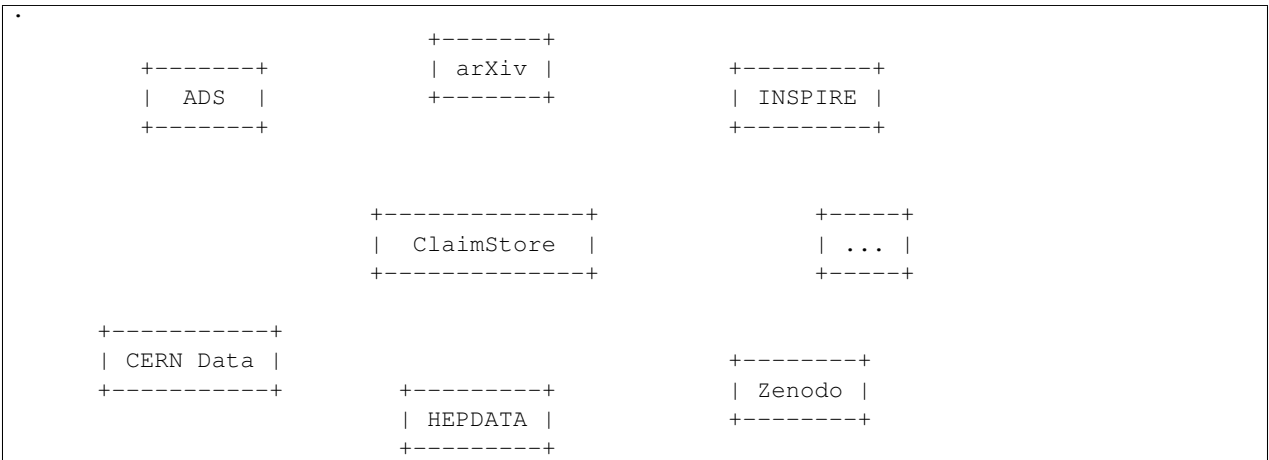 .
                             +-------+
         +-------+           | arXiv |            +---------+
         |  ADS  |           +-------+            | INSPIRE |
         +-------+                                +---------+


                         +--------------+               +-----+
                         |  ClaimStore  |               | ... |
                         +--------------+               +-----+

      +-----------+
      | CERN Data |                               +--------+
      +-----------+        +---------+            | Zenodo |
                           | HEPDATA |            +--------+
                           +---------+